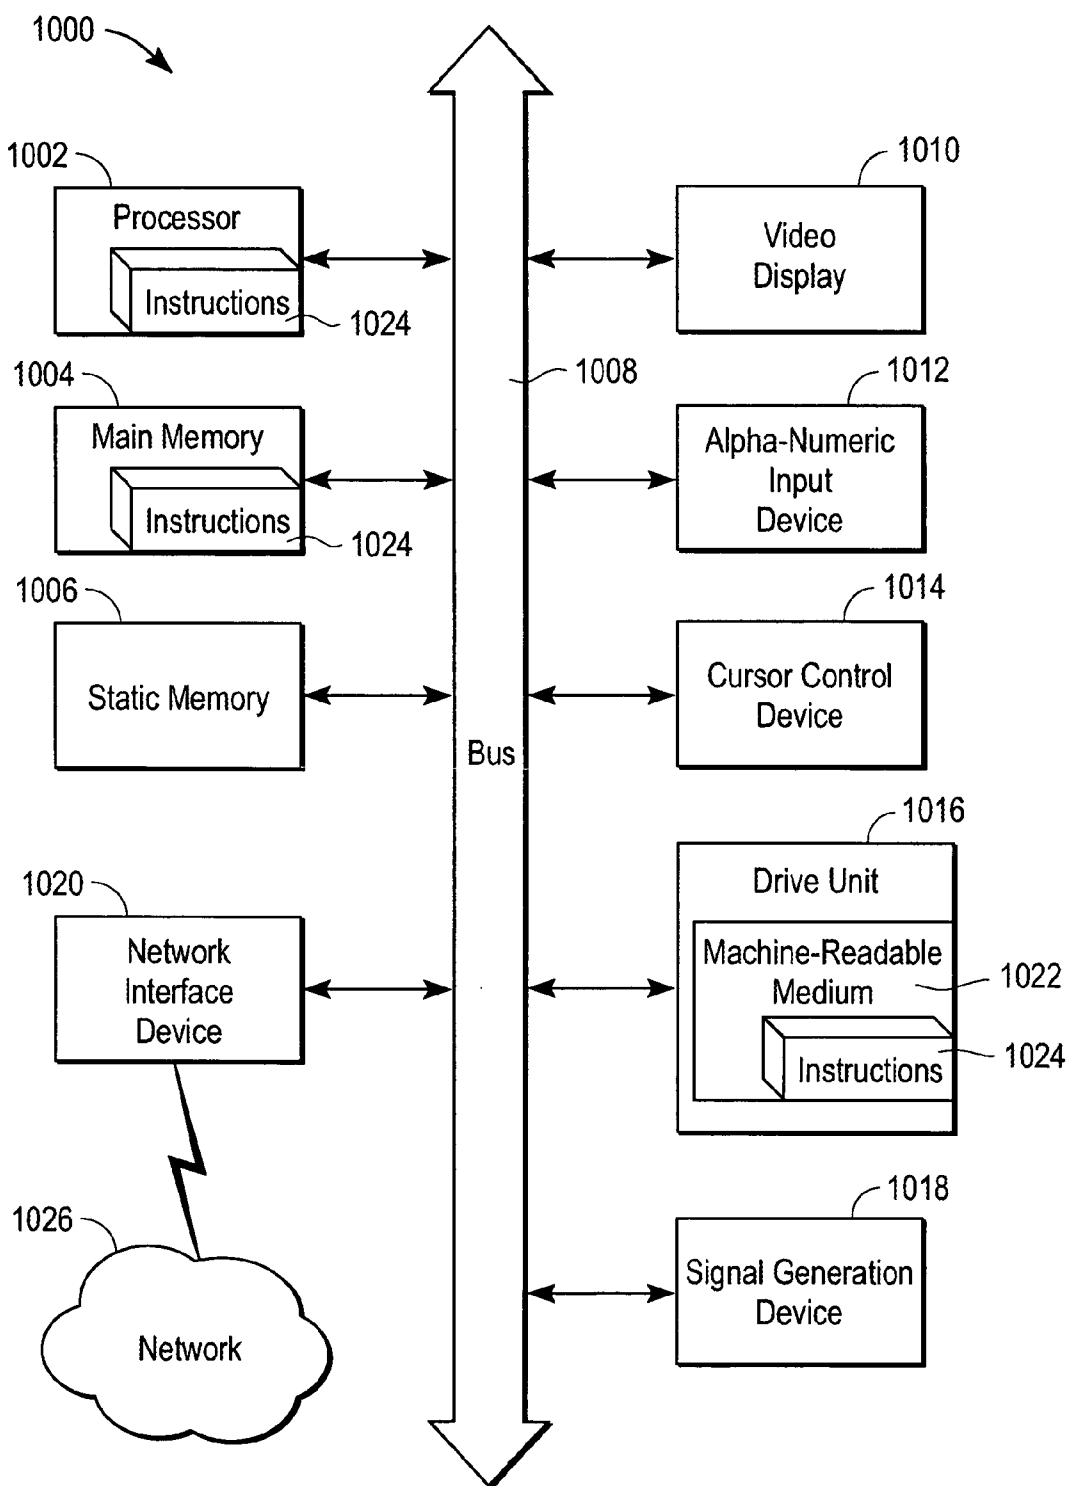 1000
1002
Processor
Instructions
1024
1004
Main Memory
Instructions
1024
1006
Static Memory
1020
Network
Interface
Device
1026
Network
Bus
1008
1010
Video
Display
1012
Alpha-Numeric
Input
Device
1014
Cursor Control
Device
1016
Drive Unit
Machine-Readable
Medium
1022
Instructions
1024
1018
Signal Generation
Device